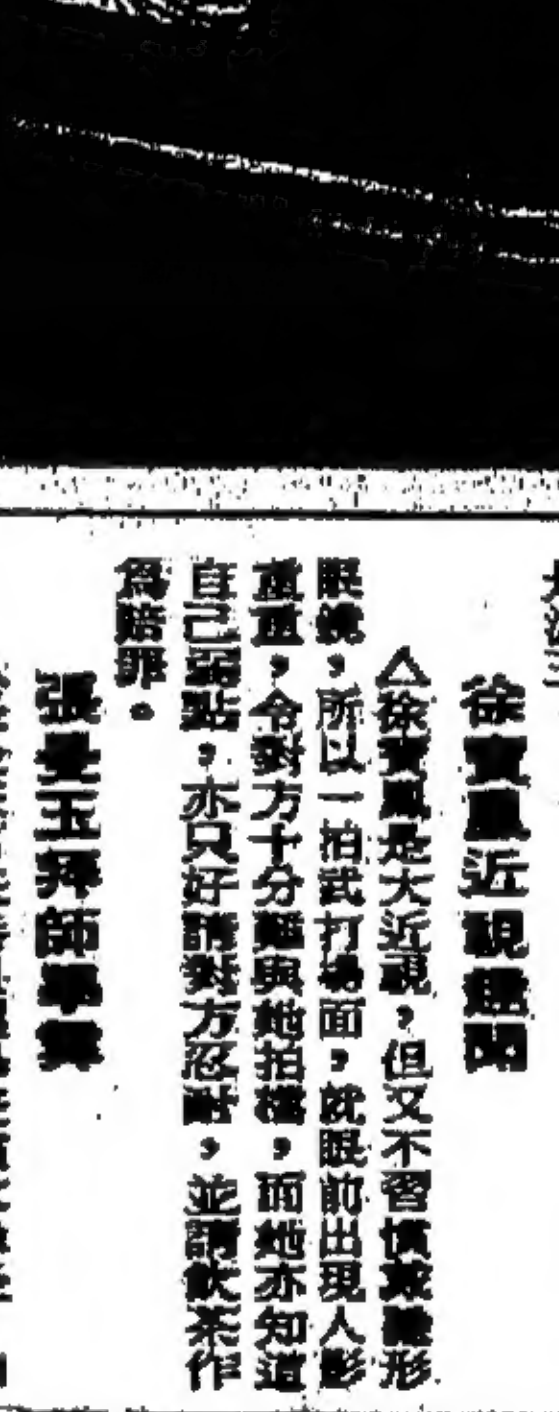 徐寶鳳近視趣聞
△徐寶鳳是大近視，但又不習慣戴隱形
眼鏡，所以一拍武打場面，就眼前出現人影
重重，令對方十分難與她拍檔，而她亦知道
自己弱點，亦只好請對方忍耐，並請飲茶作
為賠罪。
張曼玉拜師學舞